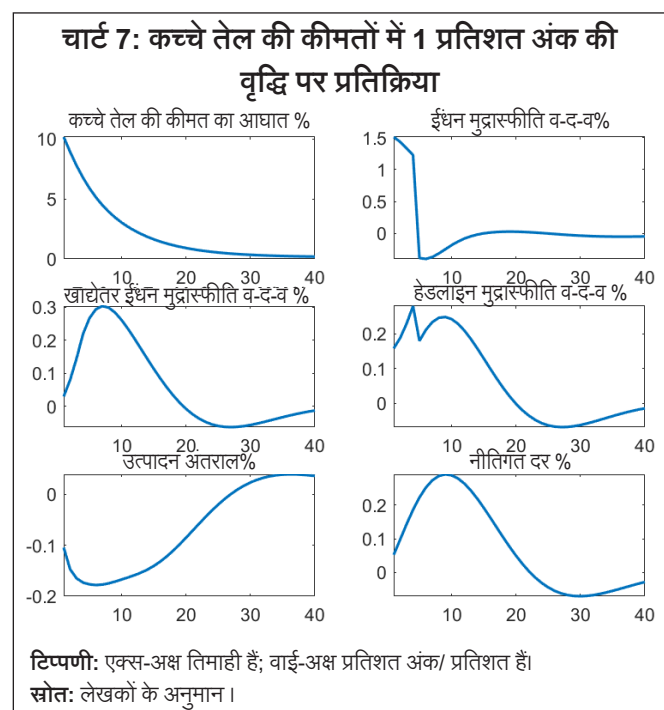 चार्ट 7: कच्चे तेल की कीमतों में 1 प्रतिशत अंक की
वृद्धि पर प्रतिक्रिया
कच्चे तेल की कीमत का आघात %
10
5
0
10 20 30 40
ईंधन मुद्रास्फीति व-द-व%
1.5
1
0.5
0
10 20 30 40
खाद्येतर ईंधन मुद्रास्फीति व-द-व %
0.3
0.2
0.1
0
10 20 30 40
हेडलाइन मुद्रास्फीति व-द-व %
0.2
0.1
0
10 20 30 40
उत्पादन अंतराल%
0
-0.1
-0.2
10 20 30 40
नीतिगत दर %
0.2
0.1
0
10 20 30 40
टिप्पणी: एक्स-अक्ष तिमाही हैं; वाई-अक्ष प्रतिशत अंक/ प्रतिशत हैं।
स्रोत: लेखकों के अनुमान ।